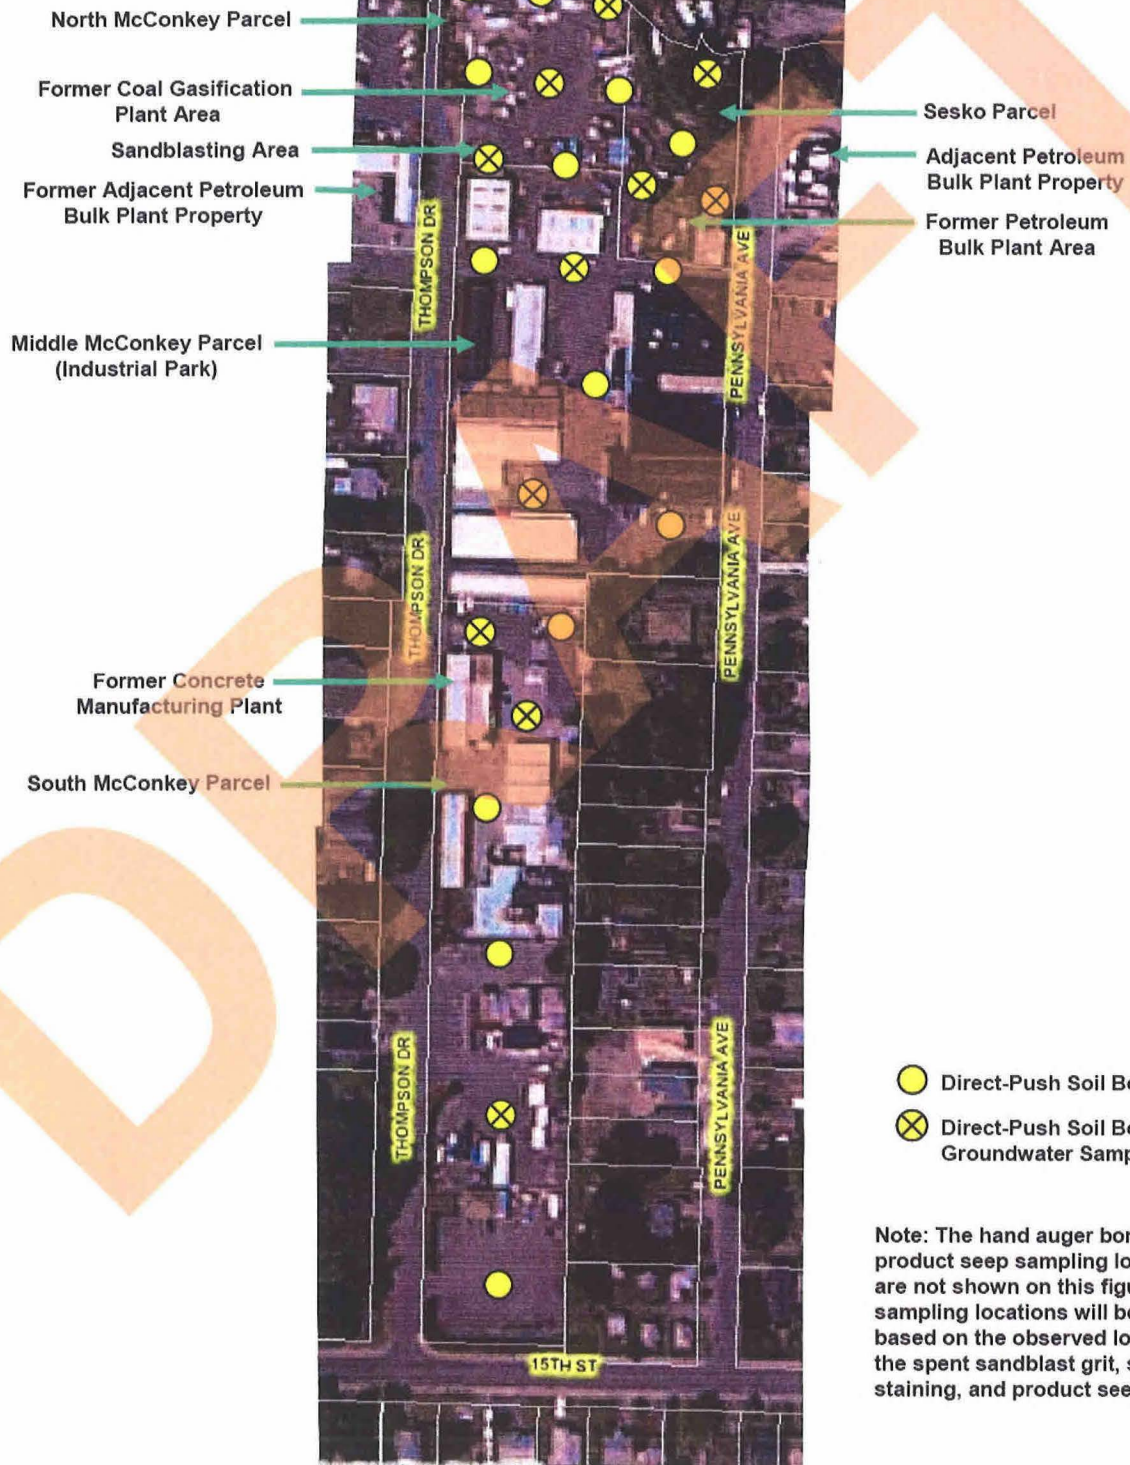 North McConkey Parcel
Former Coal Gasification
Plant Area
Sandblasting Area
Former Adjacent Petroleum
Bulk Plant Property
Sesko Parcel
Adjacent Petroleum
Bulk Plant Property
Former Petroleum
Bulk Plant Area
THOMPSON DR
PENNSYLVANIA AVE
Middle McConkey Parcel
(Industrial Park)
THOMPSON DR
PENNSYLVANIA AVE
Former Concrete
Manufacturing Plant
South McConkey Parcel
THOMPSON DR
PENNSYLVANIA AVE
15TH ST
Direct-Push Soil Bo
Direct-Push Soil Bo
Groundwater Samp
Note: The hand auger bor
product seep sampling lo
are not shown on this figu
sampling locations will be
based on the observed lo
the spent sandblast grit, s
staining, and product see
DRAFT